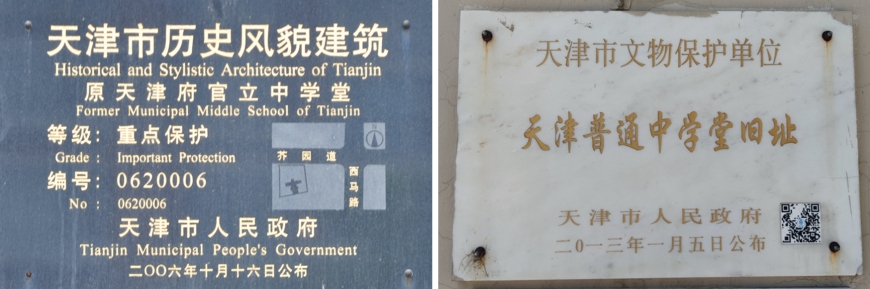 天津市历史风貌建筑
Historical and Stylistic Architecture of Tianjin
原天津府官立中学堂
Former Municipal Middle School of Tianjin
等级：重点保护
Grade : Important Protection
编号：0620006
No : 0620006
芥园道
西马路
天津市人民政府
Tianjin Municipal People's Government
二〇〇六年十月十六日公布
天津市文物保护单位
天津普通中学堂旧址
天津市人民政府
二0一三年一月五日公布